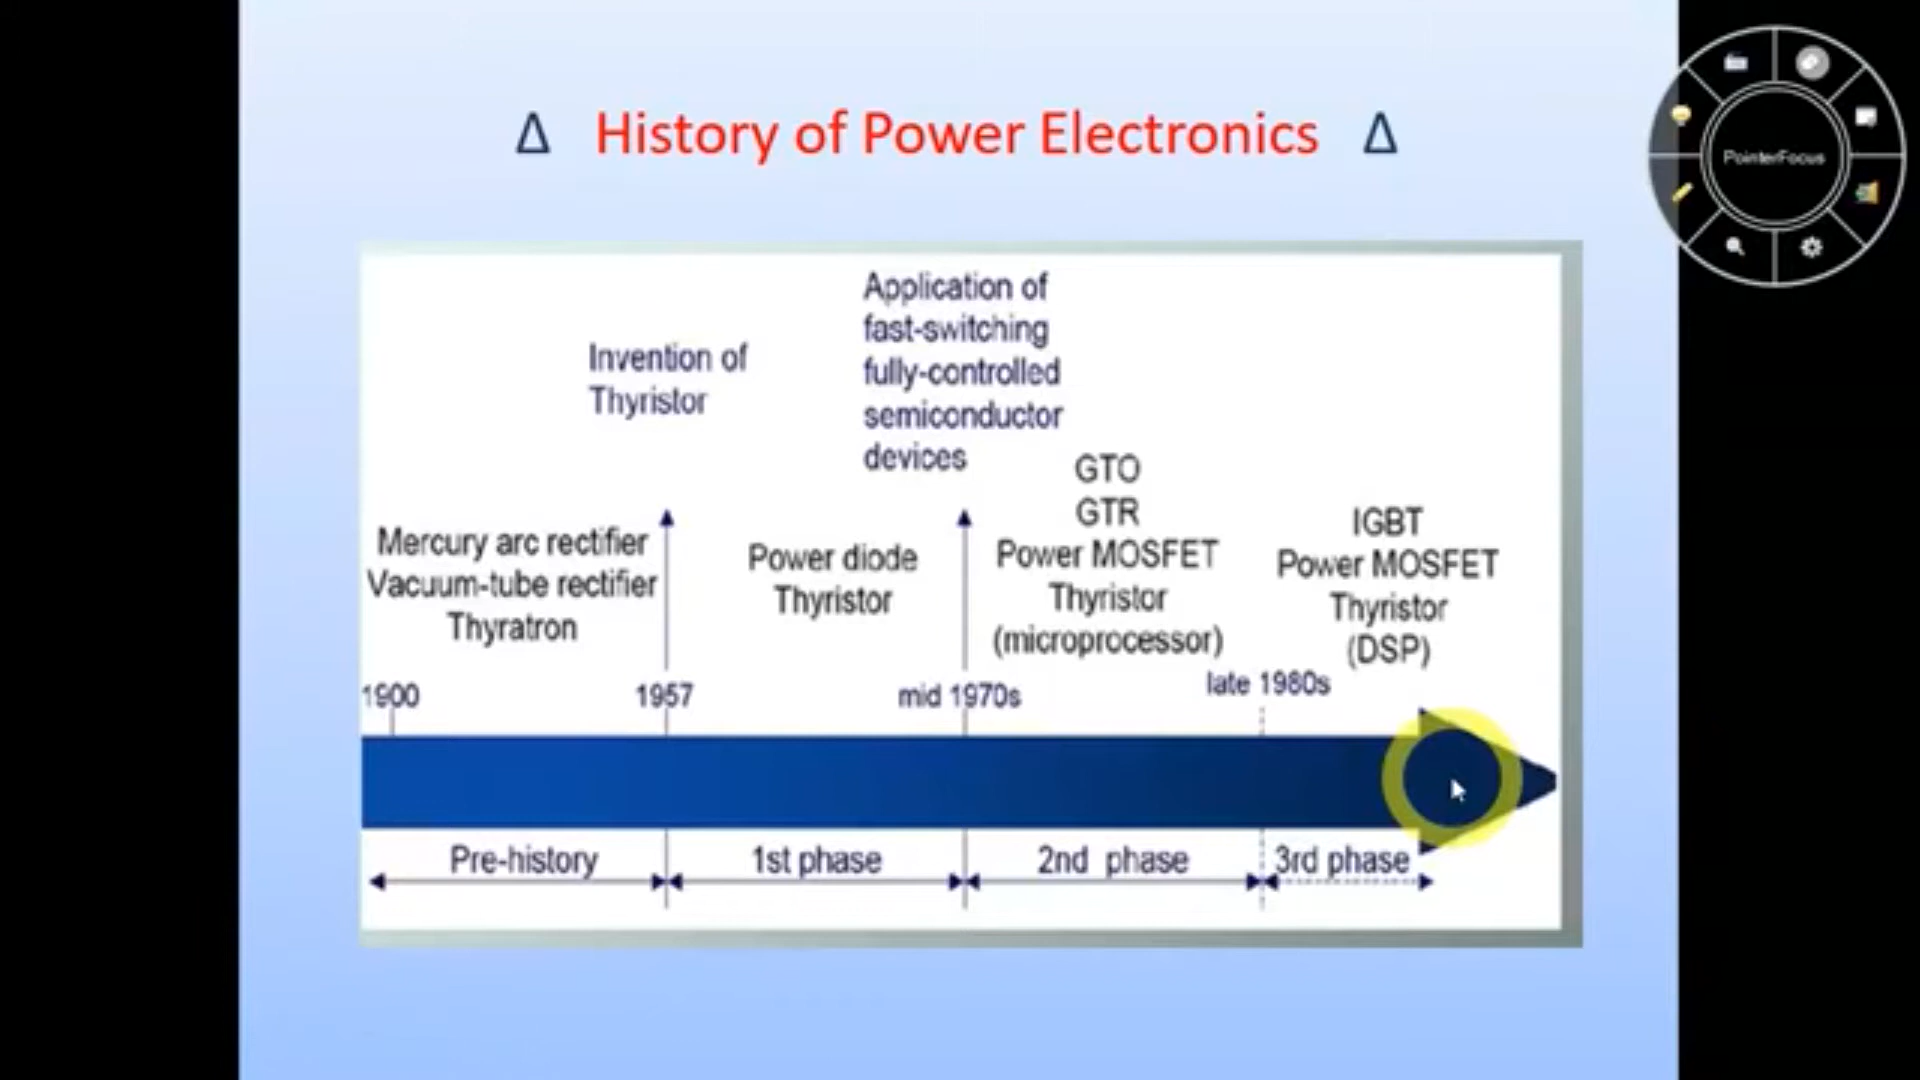 Δ History of Power Electronics Δ
PointerFocus
Application of
fast-switching
fully-controlled
semiconductor
devices
Invention of
Thyristor
Mercury arc rectifier
Vacuum-tube rectifier
Thyratron
Power diode
Thyristor
GTO
GTR
Power MOSFET
Thyristor
(microprocessor)
IGBT
Power MOSFET
Thyristor
(DSP)
1900
1957
mid 1970s
late 1980s
Pre-history
1st phase
2nd phase
3rd phase